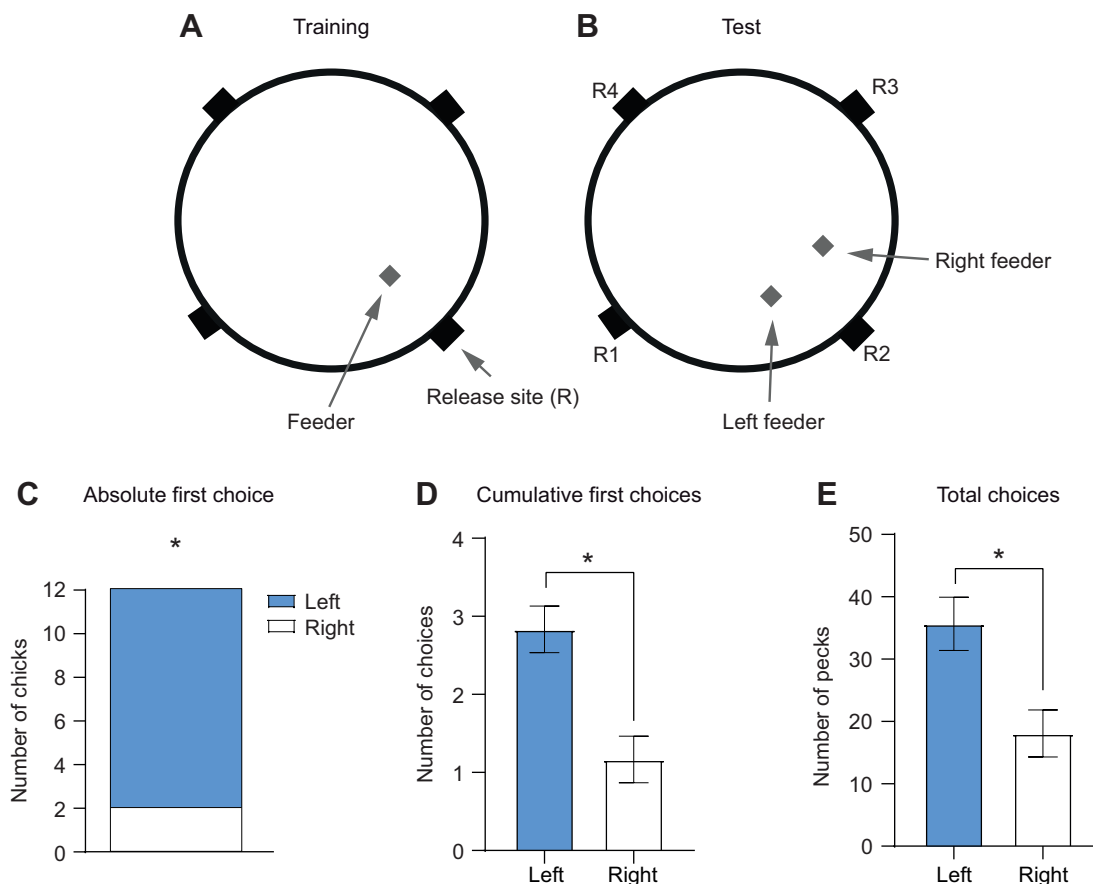 A Training
B Test
R4
R3
Right feeder
R1
R2
Release site (R)
Feeder
Left feeder
C Absolute first choice
D Cumulative first choices
E Total choices
*
Number of chicks
12
10
8
6
4
2
0
Left
Right
*
Number of choices
4
3
2
1
0
Left Right
*
Number of pecks
50
40
30
20
10
0
Left Right